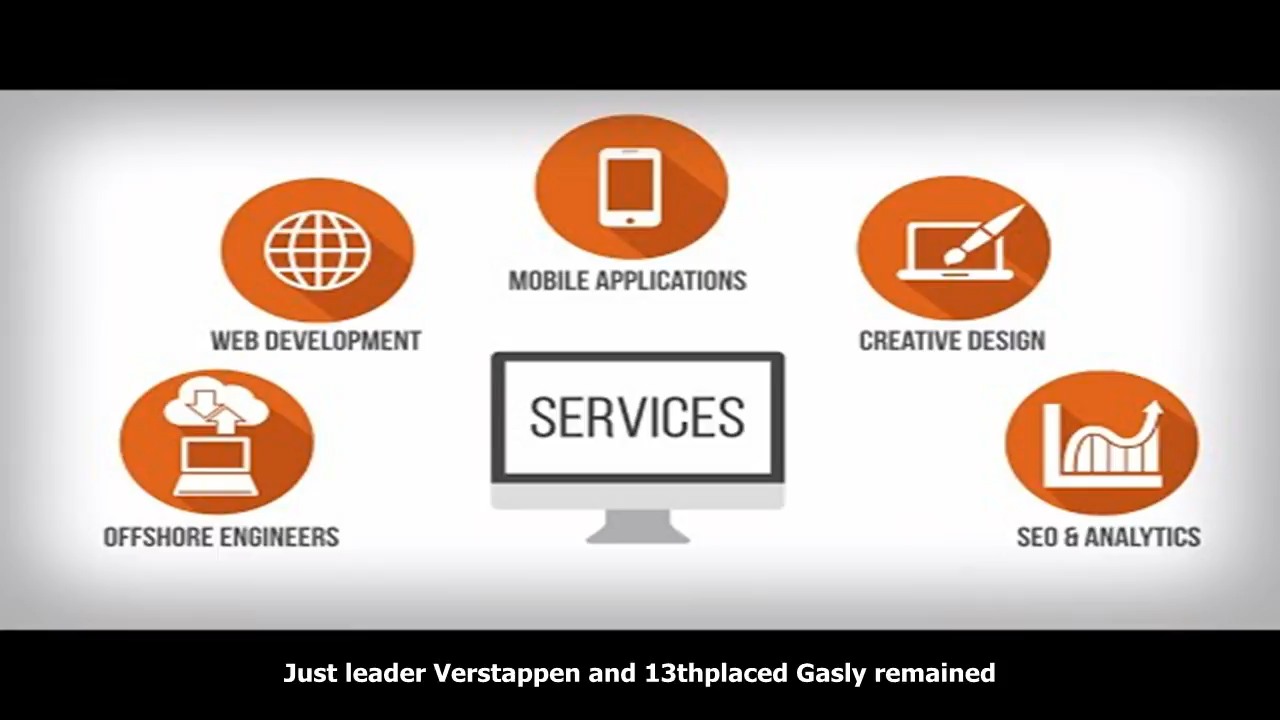 MOBILE APPLICATIONS
WEB DEVELOPMENT
CREATIVE DESIGN
SERVICES
OFFSHORE ENGINEERS
SEO & ANALYTICS
Just leader Verstappen and 13thplaced Gasly remained